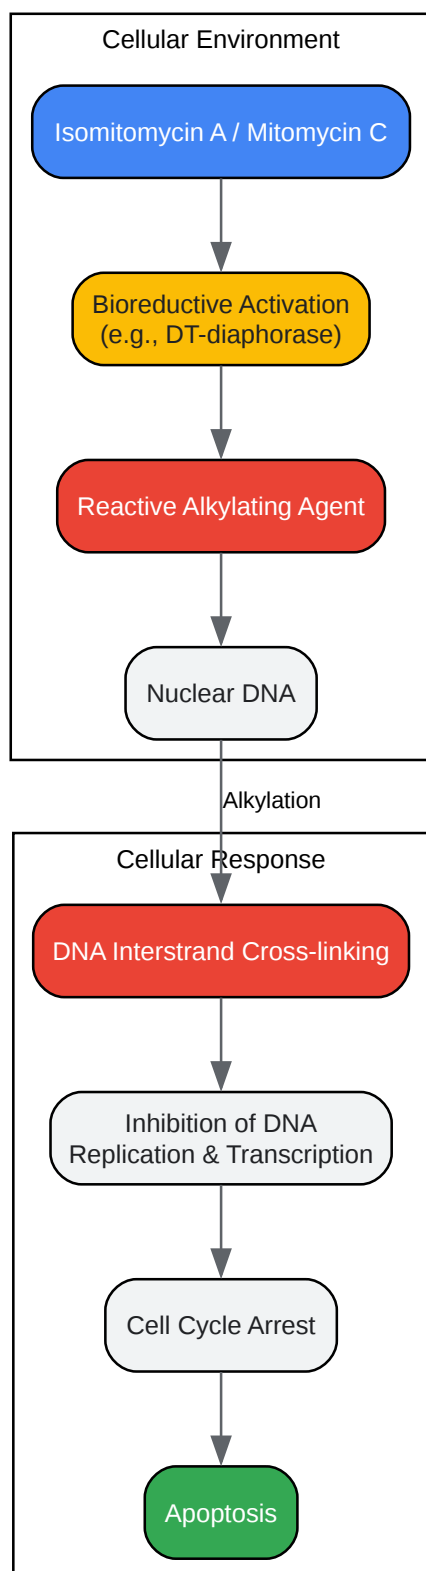 Cellular Environment
Isomitomycin A / Mitomycin C
Bioreductive Activation
(e.g., DT-diaphorase)
Reactive Alkylating Agent
Nuclear DNA
Alkylation
Cellular Response
DNA Interstrand Cross-linking
Inhibition of DNA
Replication & Transcription
Cell Cycle Arrest
Apoptosis